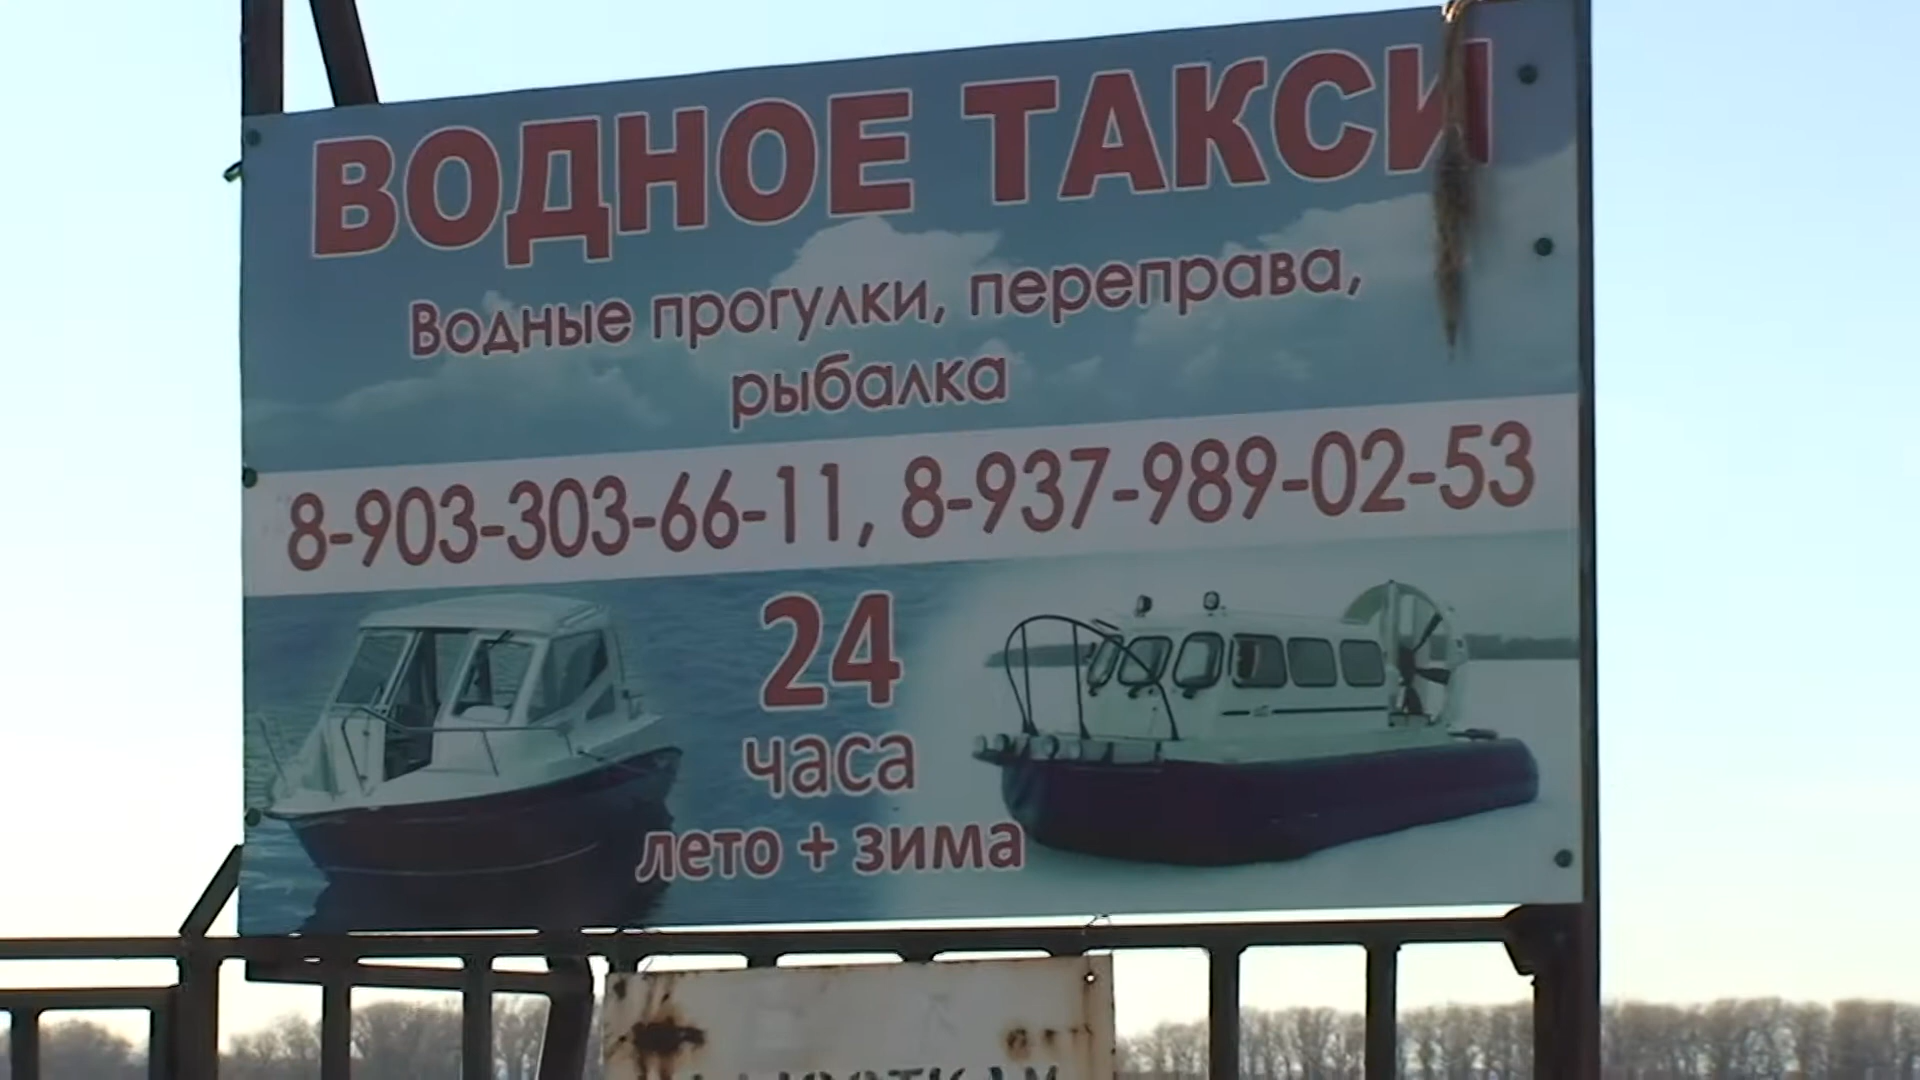 ВОДНОЕ ТАКСИ
Водные прогулки, переправа,
рыбалка
8-903-303-66-11, 8-937-989-02-53
24
часа
лето + зима